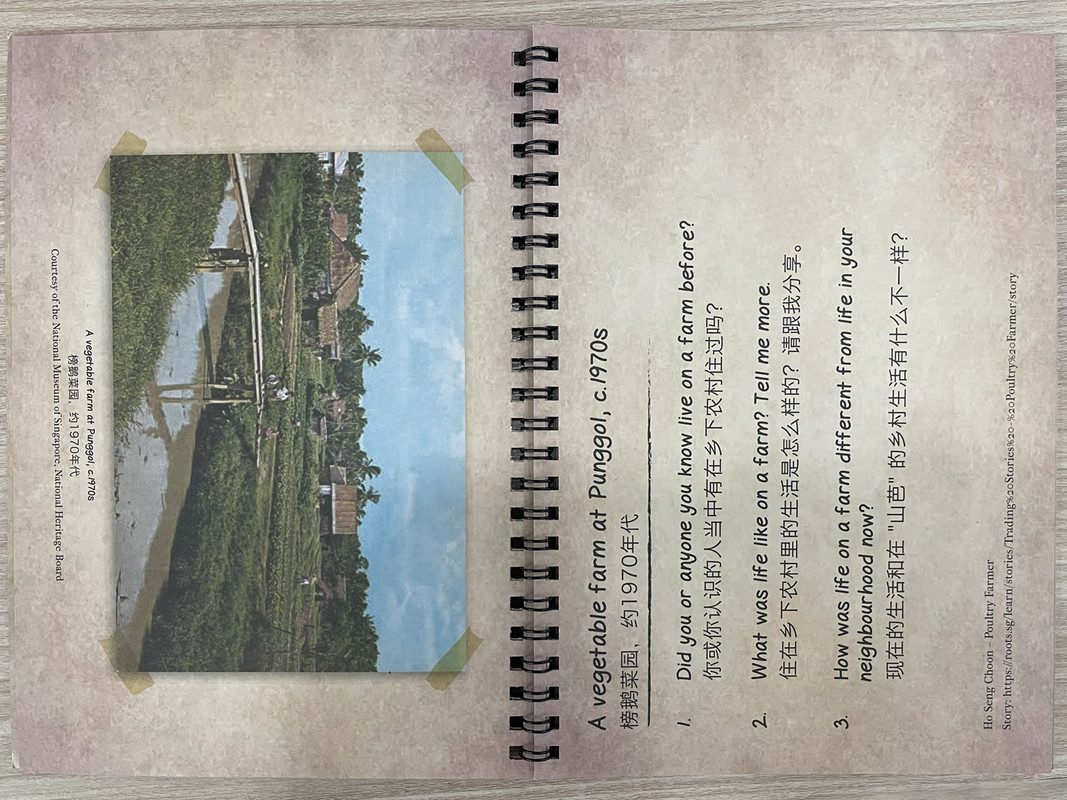 A vegetable farm at Punggol, c.1970s
榜鹅菜园，约1970年代
Courtesy of the National Museum of Singapore, National Heritage Board
A vegetable farm at Punggol, c.1970s
榜鹅菜园，约1970年代
1. Did you or anyone you know live on a farm before?
你或你认识的人当中有在乡下农村住过吗？
2. What was life like on a farm? Tell me more.
住在乡下农村里的生活是怎么样的？请跟我分享。
3. How was life on a farm different from life in your
neighbourhood now?
现在的生活和在 "山芭" 的乡村生活有什么不一样？
Ho Seng Choon – Poultry Farmer
Story: https://roots.sg/learn/stories/Trading%20Stories%20-%20Poultry%20Farmer/story